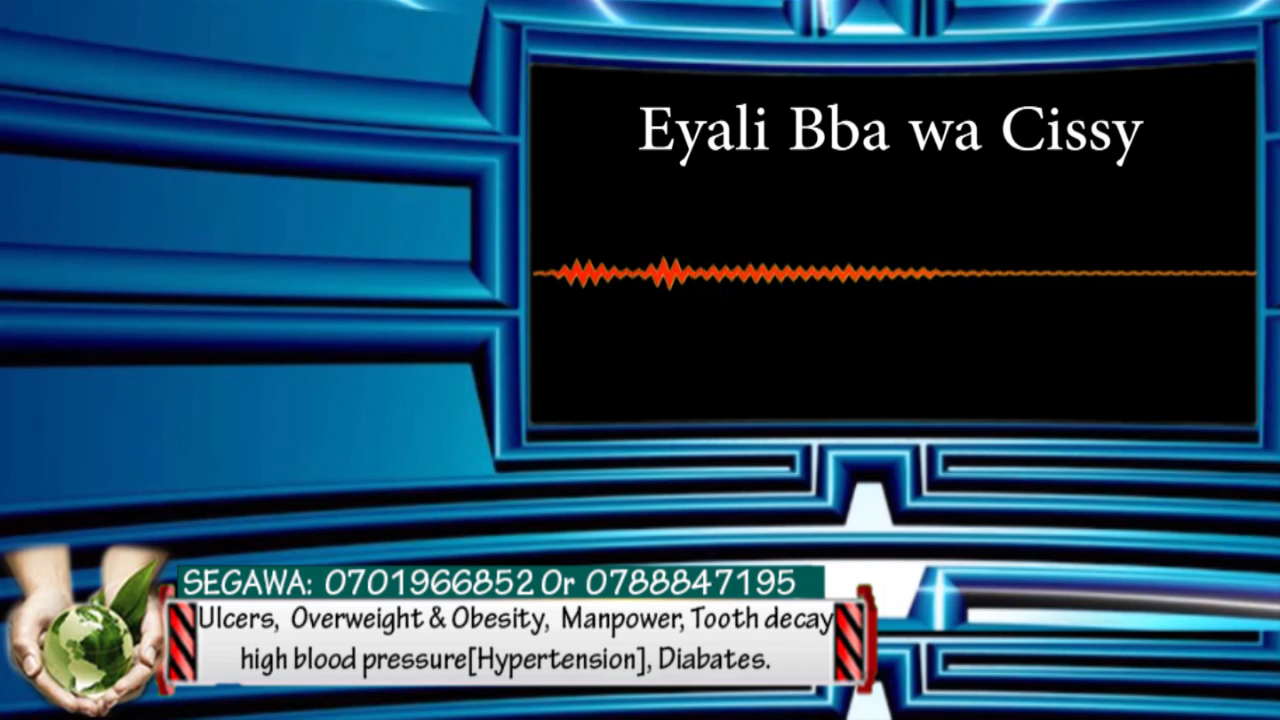 Eyali Bba wa Cissy
SEGAWA: 0701966852 Or 0788847195
Ulcers, Overweight & Obesity, Manpower, Tooth decay
high blood pressure[Hypertension], Diabates.